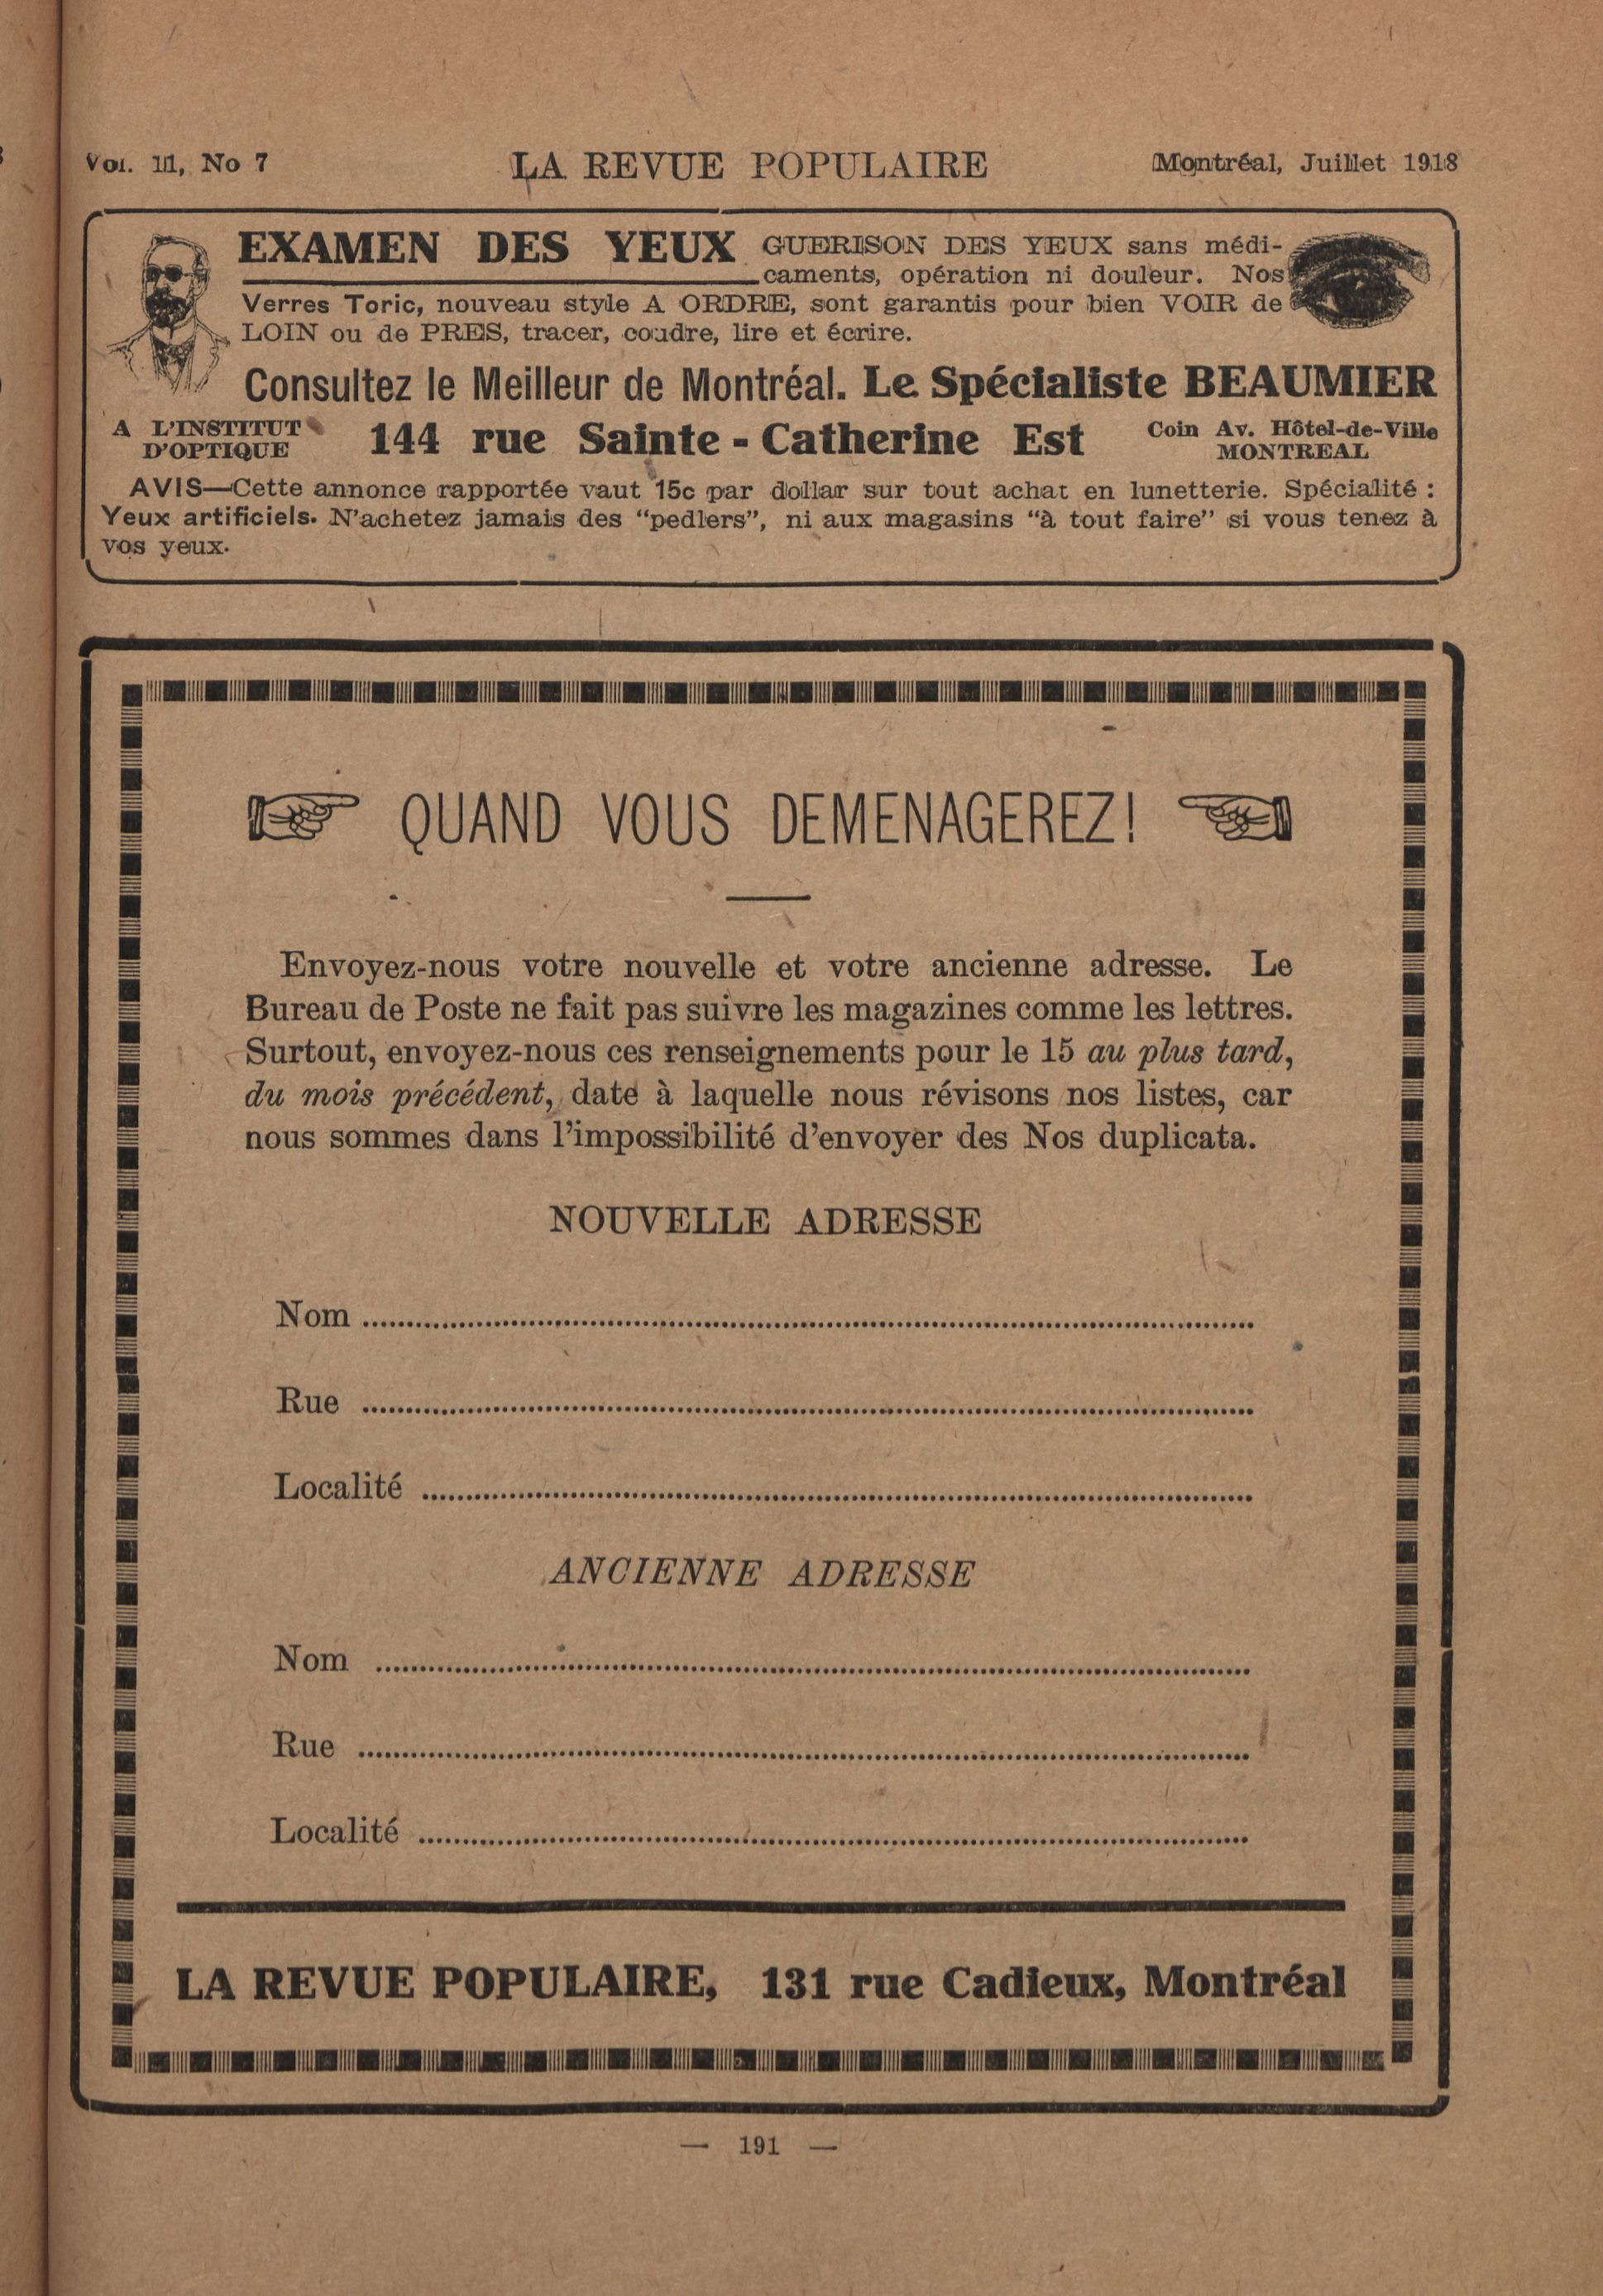 Vol. 11, No 7 LA REVUE POPULAIRE Montréal, Juillet 1918
EXAMEN DES YEUX GUERISON DES YEUX sans médi-
caments, opération ni douleur. Nos
Verres Toric, nouveau style A ORDRE, sont garantis pour bien VOIR de
LOIN ou de PRES, tracer, coudre, lire et écrire.
Consultez le Meilleur de Montréal. Le Spécialiste BEAUMIER
A L'INSTITUT D'OPTIQUE 144 rue Sainte-Catherine Est Coin Av. Hôtel-de-Ville MONTREAL
AVIS—Cette annonce rapportée vaut 15c par dollar sur tout achat en lunetterie. Spécialité :
Yeux artificiels. N'achetez jamais des "pedlers", ni aux magasins "à tout faire" si vous tenez à
vos yeux.
QUAND VOUS DEMENAGEREZ!
Envoyez-nous votre nouvelle et votre ancienne adresse. Le
Bureau de Poste ne fait pas suivre les magazines comme les lettres.
Surtout, envoyez-nous ces renseignements pour le 15 au plus tard,
du mois précédent, date à laquelle nous révisons nos listes, car
nous sommes dans l'impossibilité d'envoyer des Nos duplicata.
NOUVELLE ADRESSE
Nom
Rue
Localité
ANCIENNE ADRESSE
Nom
Rue
Localité
LA REVUE POPULAIRE, 131 rue Cadieux, Montréal
— 191 —